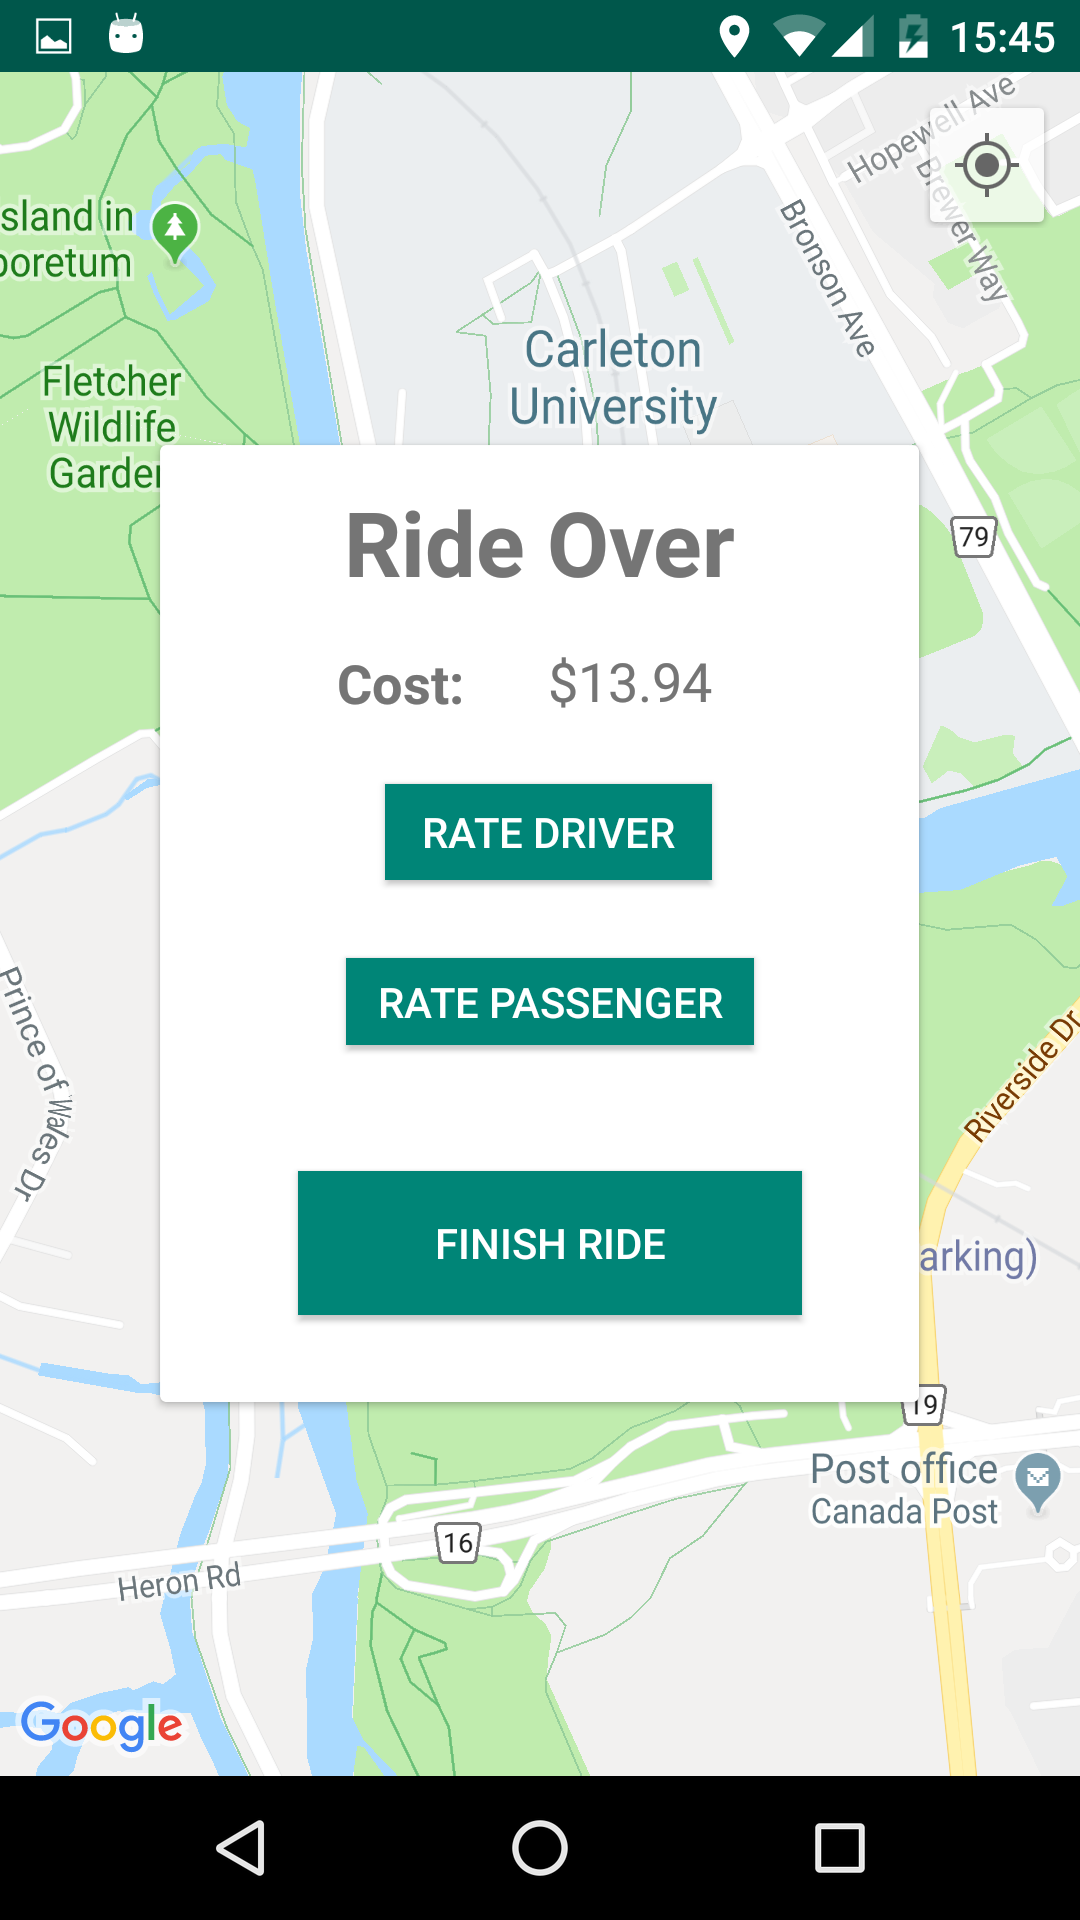 15:45
Hopewell Ave
Brewer Way
Bronson Ave
sland in
boretum
Carleton
University
Fletcher
Wildlife
Garden
79
Ride Over
Cost: $13.94
RATE DRIVER
RATE PASSENGER
FINISH RIDE
Prince of Wales Dr
Riverside Dr
arking)
19
Post office
Canada Post
16
Heron Rd
Google